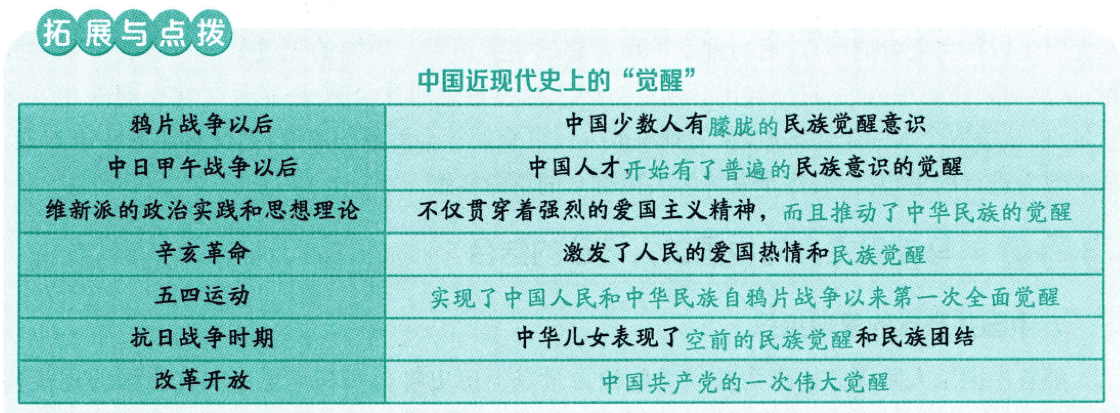 拓展与点拨
中国近现代史上的“觉醒”
鸦片战争以后 中国少数人有朦胧的民族觉醒意识
中日甲午战争以后 中国人才开始有了普遍的民族意识的觉醒
维新派的政治实践和思想理论 不仅贯穿着强烈的爱国主义精神，而且推动了中华民族的觉醒
辛亥革命 激发了人民的爱国热情和民族觉醒
五四运动 实现了中国人民和中华民族自鸦片战争以来第一次全面觉醒
抗日战争时期 中华儿女表现了空前的民族觉醒和民族团结
改革开放 中国共产党的一次伟大觉醒